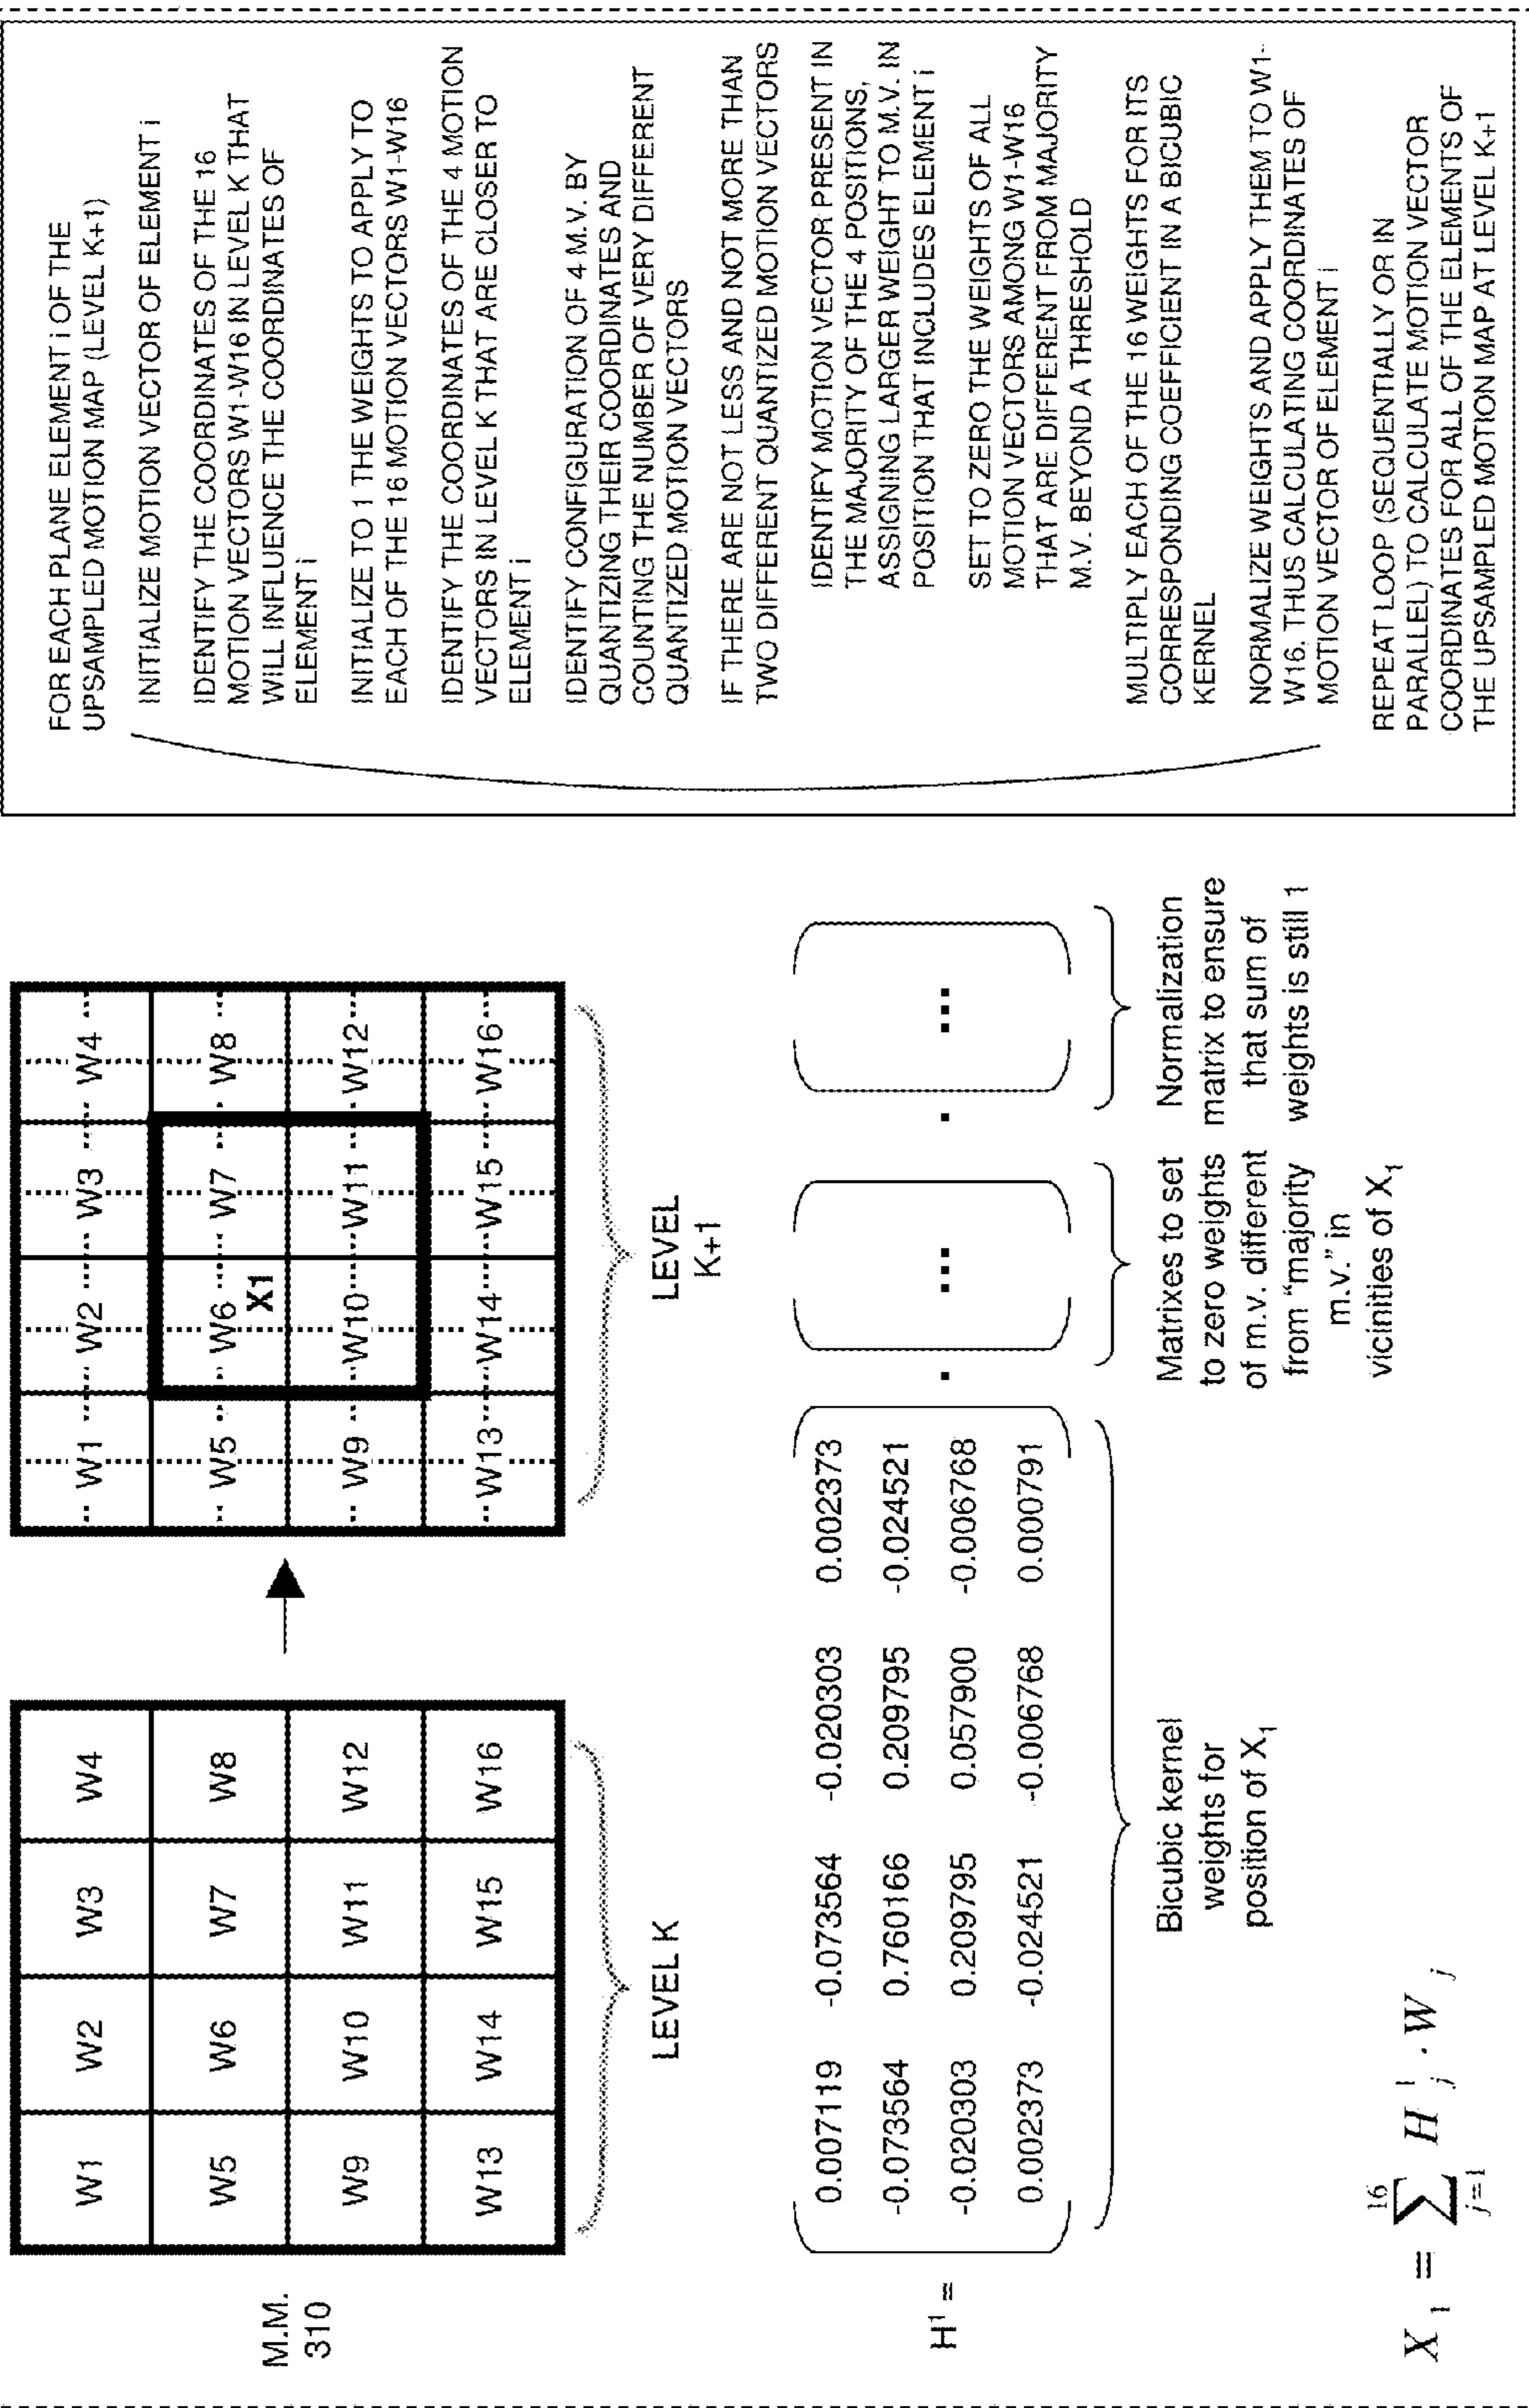 M.M.
310
W1 W2 W3 W4
W5 W6 W7 W8
W9 W10 W11 W12
W13 W14 W15 W16
LEVEL K
W1 W2 W3 W4
W5 W6 W7 W8
X1
W9 W10 W11 W12
W13 W14 W15 W16
LEVEL
K+1
0.007119 -0.073564 -0.020303 0.002373
-0.073564 0.760166 0.209795 -0.024521
H¹ =
-0.020303 0.209795 0.057900 -0.006768
0.002373 -0.024521 -0.006768 0.000791
. ... . ...
Bicubic kernel
weights for
position of X₁
Matrixes to set
to zero weights
of m.v. different
from "majority
m.v." in
vicinities of X₁
Normalization
matrix to ensure
that sum of
weights is still 1
X₁ = ∑ⱼ₌₁¹⁶ Hⱼ¹ · Wⱼ
FOR EACH PLANE ELEMENT i OF THE
UPSAMPLED MOTION MAP (LEVEL K+1)
INITIALIZE MOTION VECTOR OF ELEMENT i
IDENTIFY THE COORDINATES OF THE 16
MOTION VECTORS W1-W16 IN LEVEL K THAT
WILL INFLUENCE THE COORDINATES OF
ELEMENT i
INITIALIZE TO 1 THE WEIGHTS TO APPLY TO
EACH OF THE 16 MOTION VECTORS W1-W16
IDENTIFY THE COORDINATES OF THE 4 MOTION
VECTORS IN LEVEL K THAT ARE CLOSER TO
ELEMENT i
IDENTIFY CONFIGURATION OF 4 M.V. BY
QUANTIZING THEIR COORDINATES AND
COUNTING THE NUMBER OF VERY DIFFERENT
QUANTIZED MOTION VECTORS
IF THERE ARE NOT LESS AND NOT MORE THAN
TWO DIFFERENT QUANTIZED MOTION VECTORS
IDENTIFY MOTION VECTOR PRESENT IN
THE MAJORITY OF THE 4 POSITIONS,
ASSIGNING LARGER WEIGHT TO M.V. IN
POSITION THAT INCLUDES ELEMENT i
SET TO ZERO THE WEIGHTS OF ALL
MOTION VECTORS AMONG W1-W16
THAT ARE DIFFERENT FROM MAJORITY
M.V. BEYOND A THRESHOLD
MULTIPLY EACH OF THE 16 WEIGHTS FOR ITS
CORRESPONDING COEFFICIENT IN A BICUBIC
KERNEL
NORMALIZE WEIGHTS AND APPLY THEM TO W1-
W16. THUS CALCULATING COORDINATES OF
MOTION VECTOR OF ELEMENT i
REPEAT LOOP (SEQUENTIALLY OR IN
PARALLEL) TO CALCULATE MOTION VECTOR
COORDINATES FOR ALL OF THE ELEMENTS OF
THE UPSAMPLED MOTION MAP AT LEVEL K+1